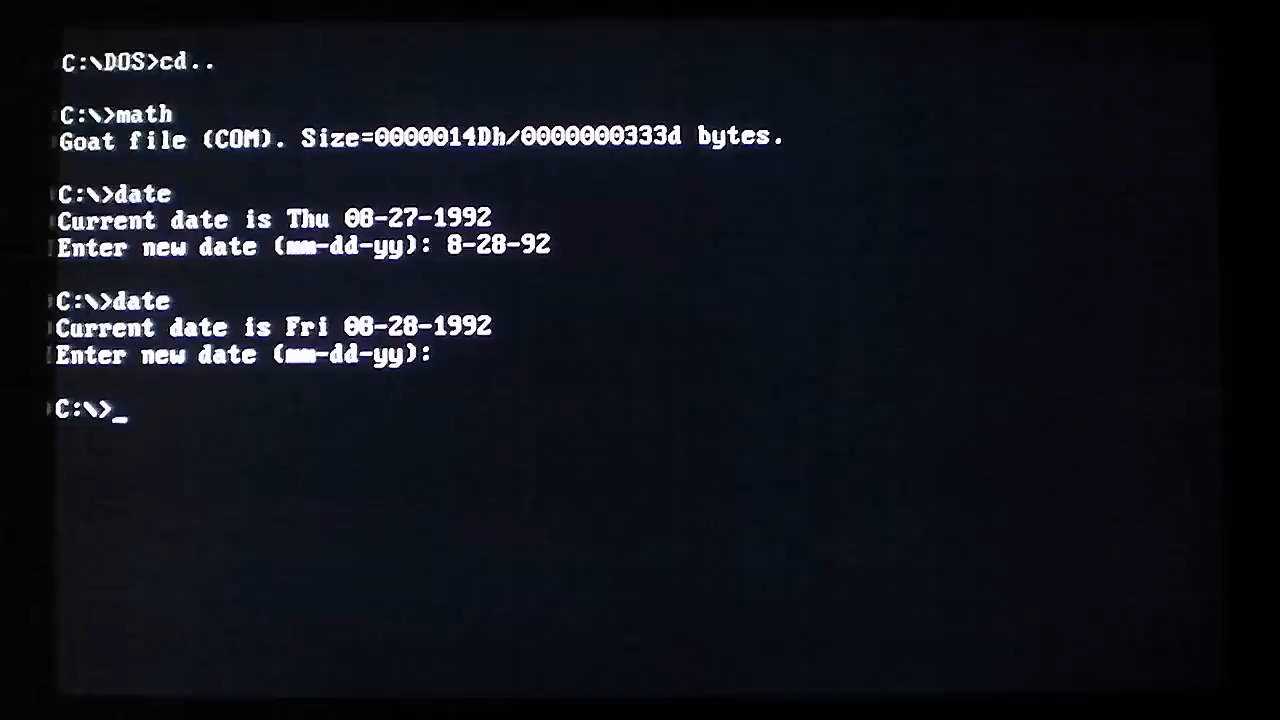 C:\DOS>cd..
C:\>math
Goat file (COM). Size=0000014Dh/0000000333d bytes.
C:\>date
Current date is Thu 08-27-1992
Enter new date (mm-dd-yy): 8-28-92
C:\>date
Current date is Fri 08-28-1992
Enter new date (mm-dd-yy):
C:\>_